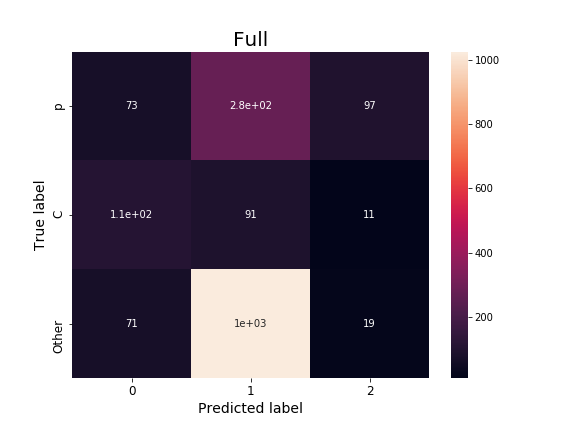 Full
p 73 2.8e+02 97
C 1.1e+02 91 11
Other 71 1e+03 19
0 1 2
True label
Predicted label
1000
800
600
400
200